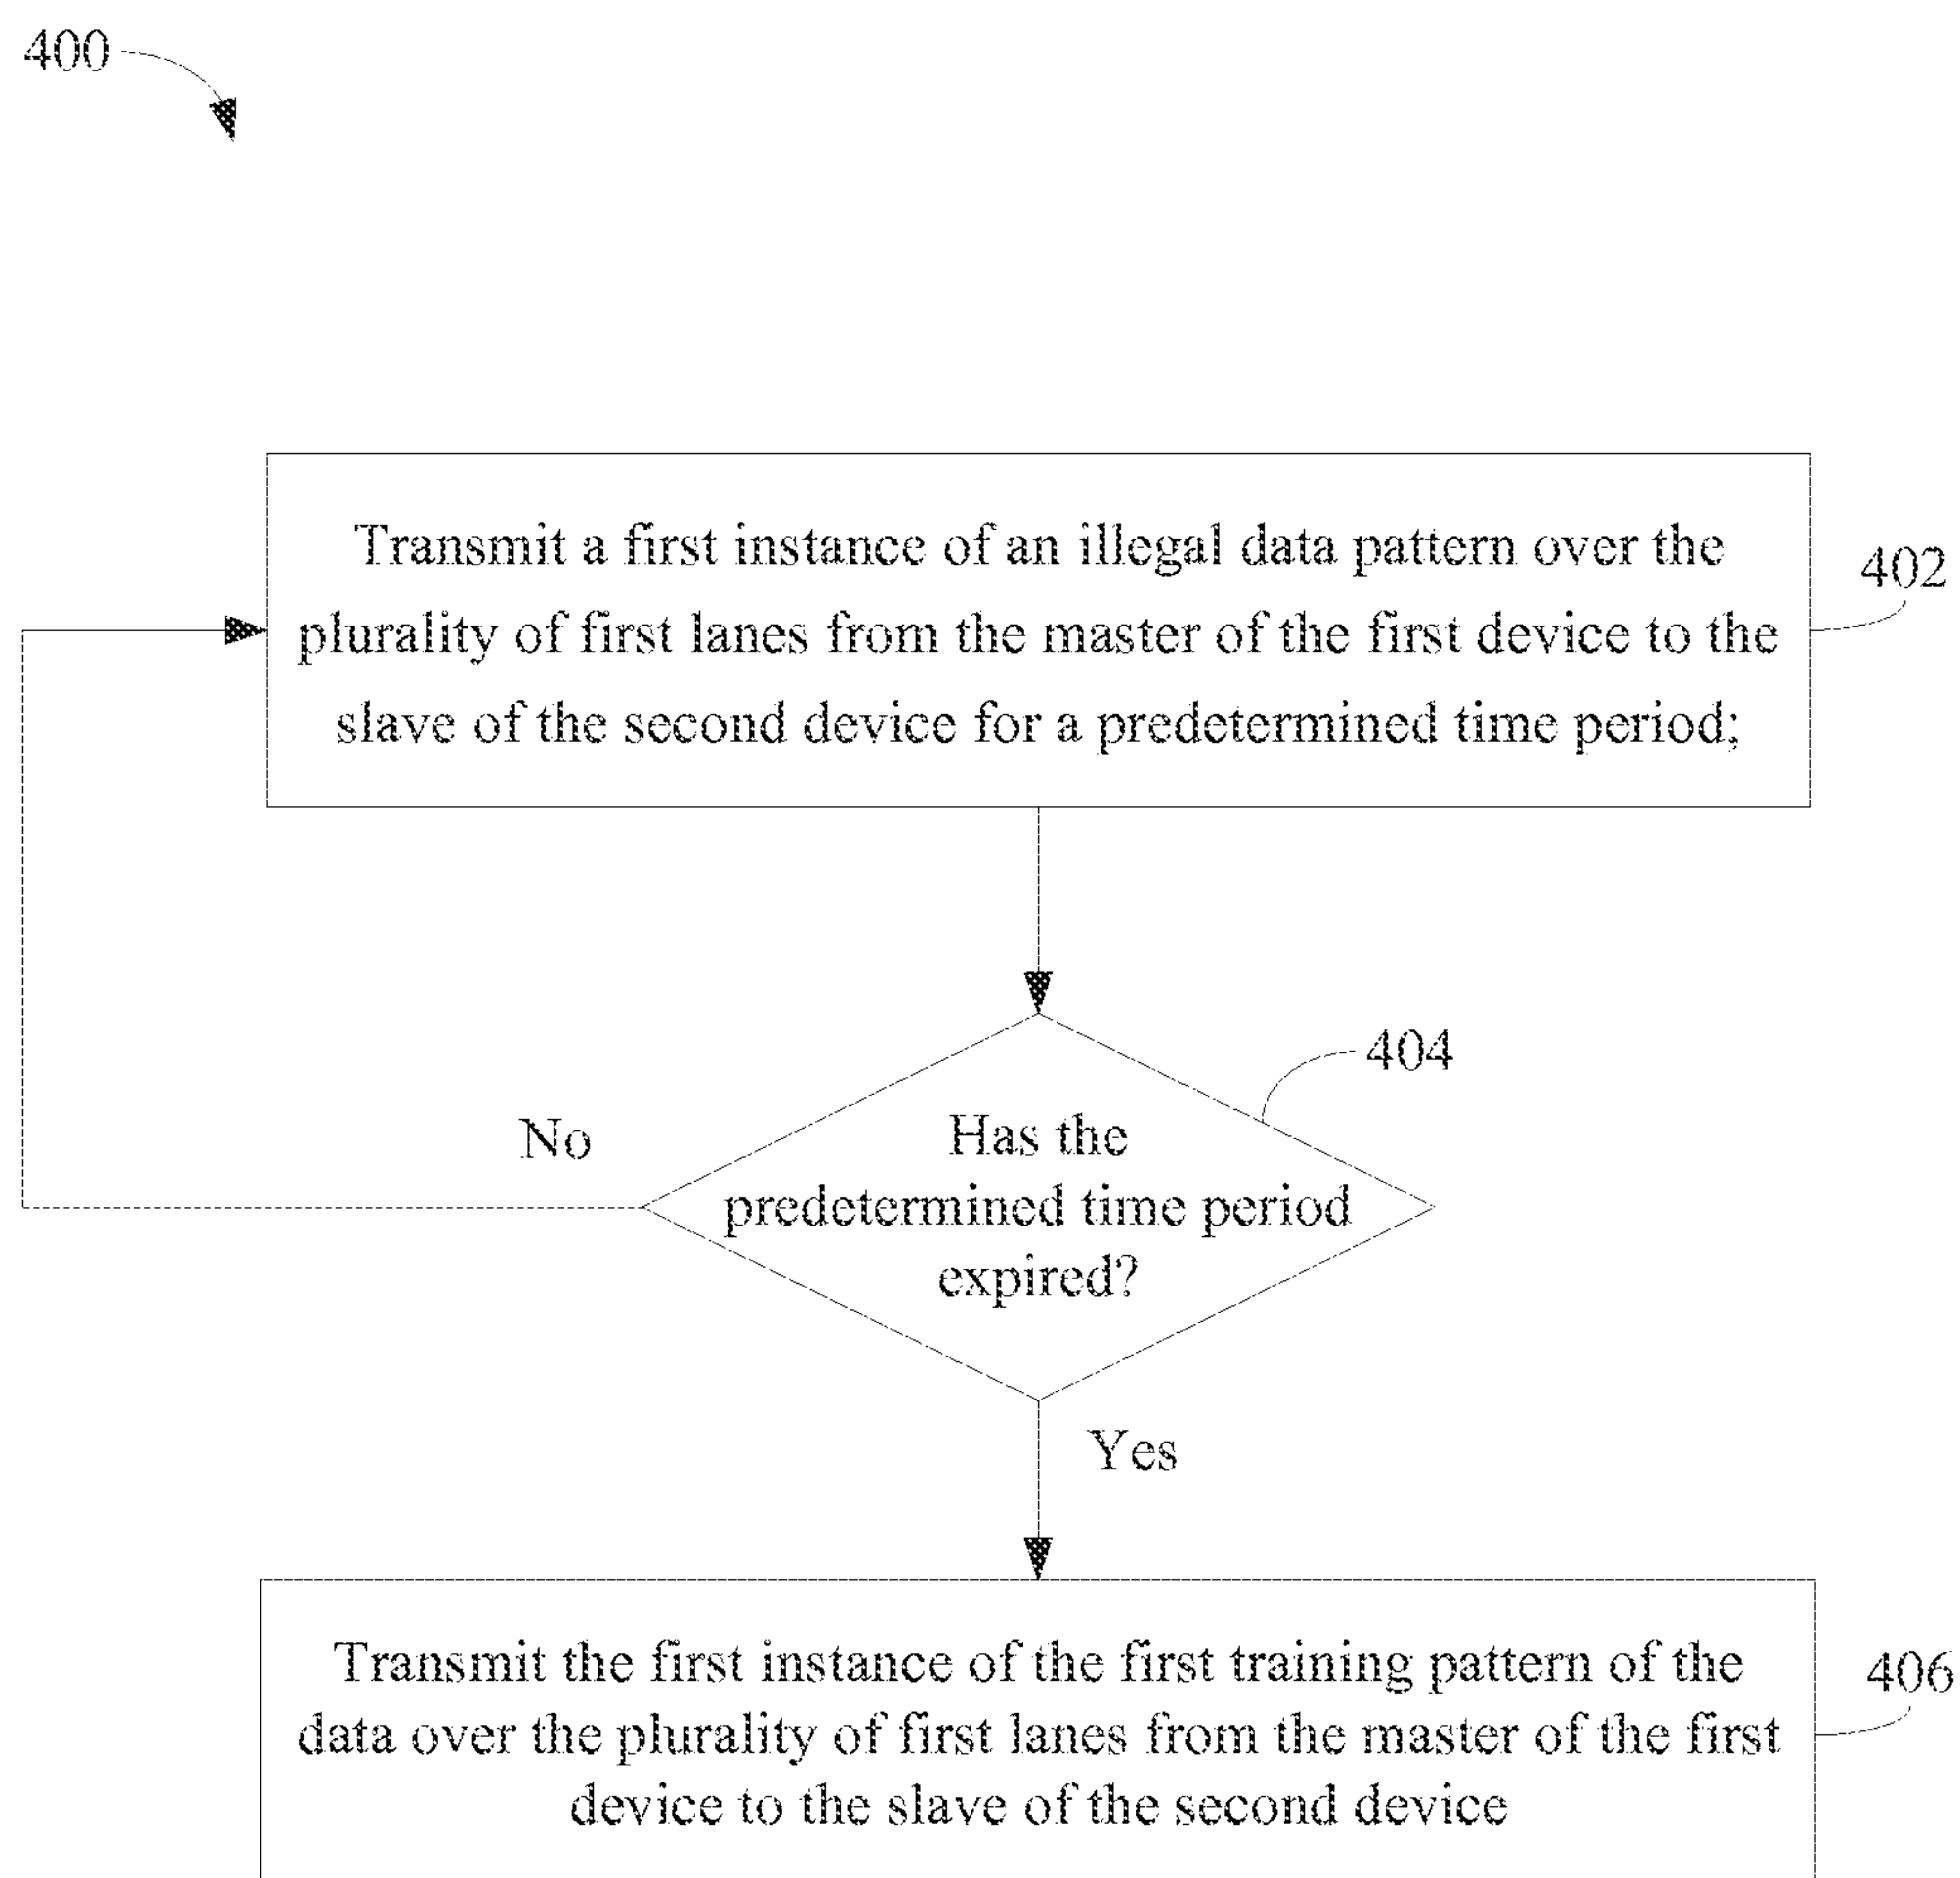 400
Transmit a first instance of an illegal data pattern over the
plurality of first lanes from the master of the first device to the
slave of the second device for a predetermined time period;
402
404
Has the
predetermined time period
expired?
No
Yes
Transmit the first instance of the first training pattern of the
data over the plurality of first lanes from the master of the first
device to the slave of the second device
406